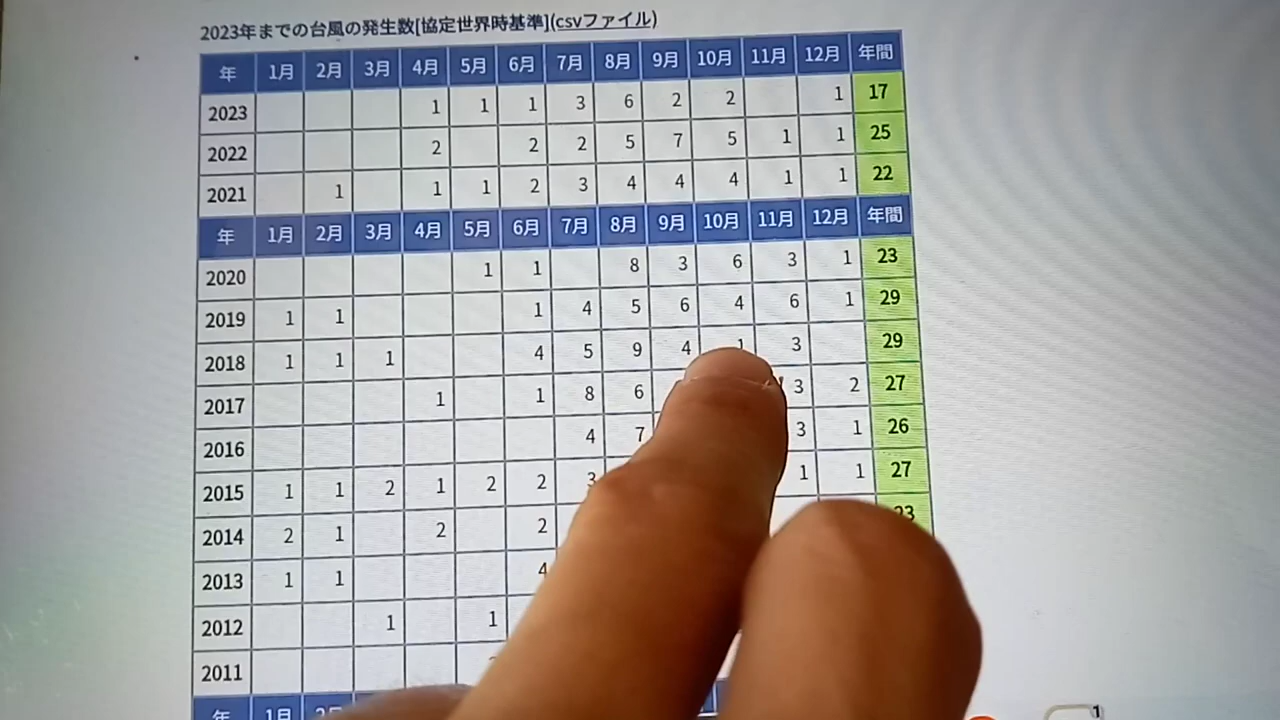 2023年までの台風の発生数[協定世界時基準](csvファイル)
年 1月 2月 3月 4月 5月 6月 7月 8月 9月 10月 11月 12月 年間
2023 1 1 1 3 6 2 2 1 17
2022 2 2 2 5 7 5 1 1 25
2021 1 1 1 2 3 4 4 4 1 1 22
年 1月 2月 3月 4月 5月 6月 7月 8月 9月 10月 11月 12月 年間
2020 1 1 8 3 6 3 1 23
2019 1 1 1 4 5 6 4 6 1 29
2018 1 1 1 4 5 9 4 1 3 29
2017 1 1 8 6 3 2 27
2016 4 7 3 1 26
2015 1 1 2 1 2 2 3 1 1 27
2014 2 1 2 2 23
2013 1 1 4
2012 1 1
2011
年 1月 2月
1